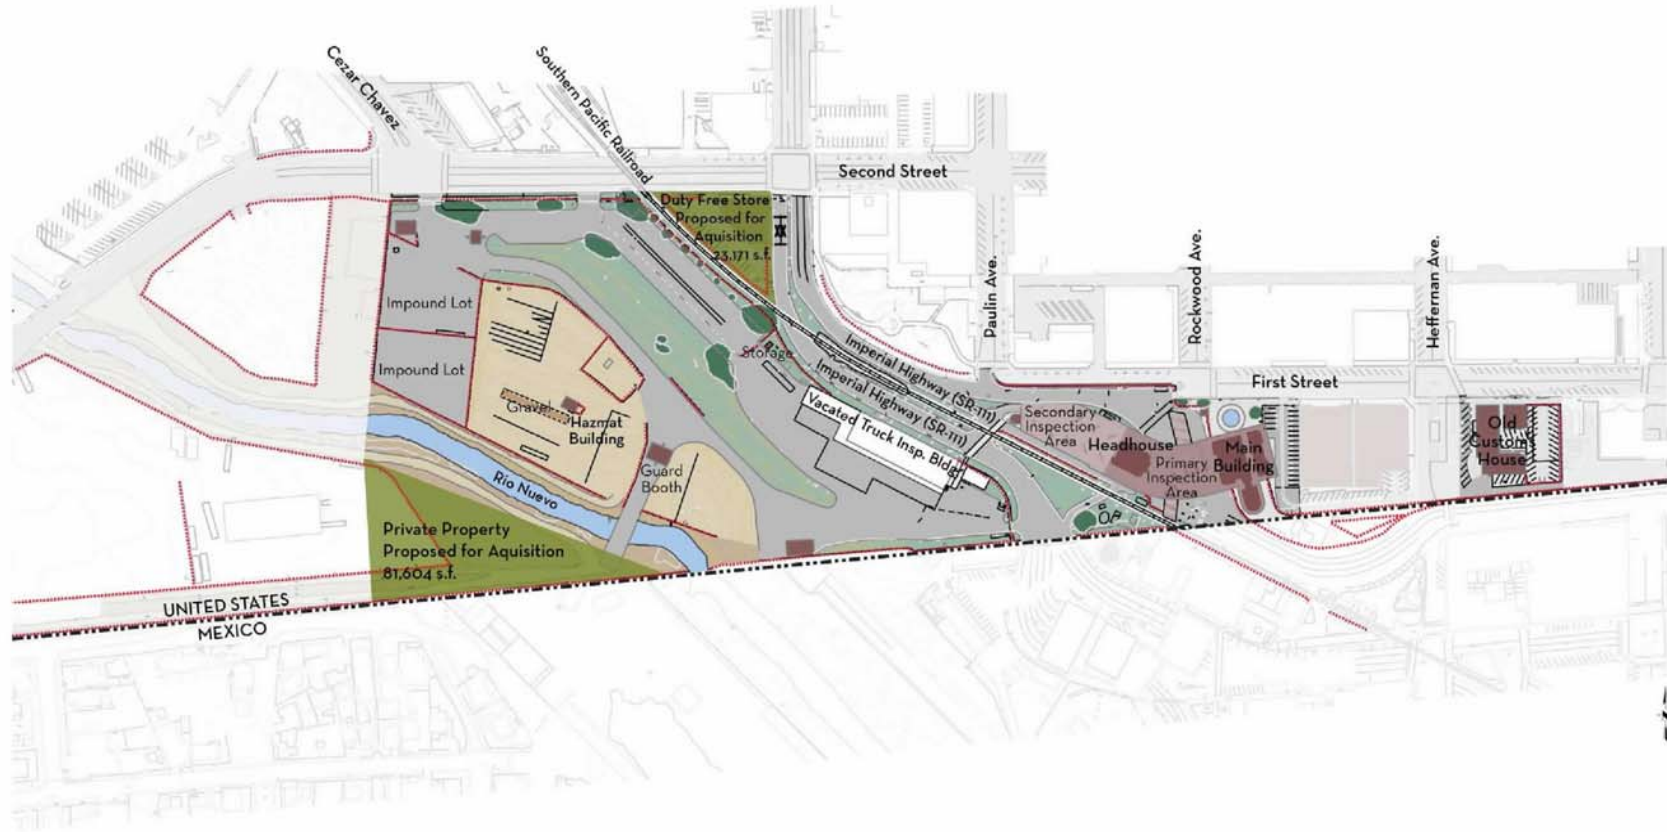 Cezar Chavez
Southern Pacific Railroad
Second Street
Duty Free Store
Proposed for
Aquisition
23,171 s.f.
Paulin Ave.
Rockwood Ave.
Heffernan Ave.
Impound Lot
Impound Lot
Storage
Imperial Highway (SR-111)
Imperial Highway (SR-111)
First Street
Gravel
Hazmat
Building
Vacated Truck Insp. Bldg.
Secondary
Inspection
Area
Headhouse
Main
Building
Primary
Inspection
Area
Old
Customs
House
Guard
Booth
Rio Nuevo
Private Property
Proposed for Aquisition
81,604 s.f.
UNITED STATES
MEXICO